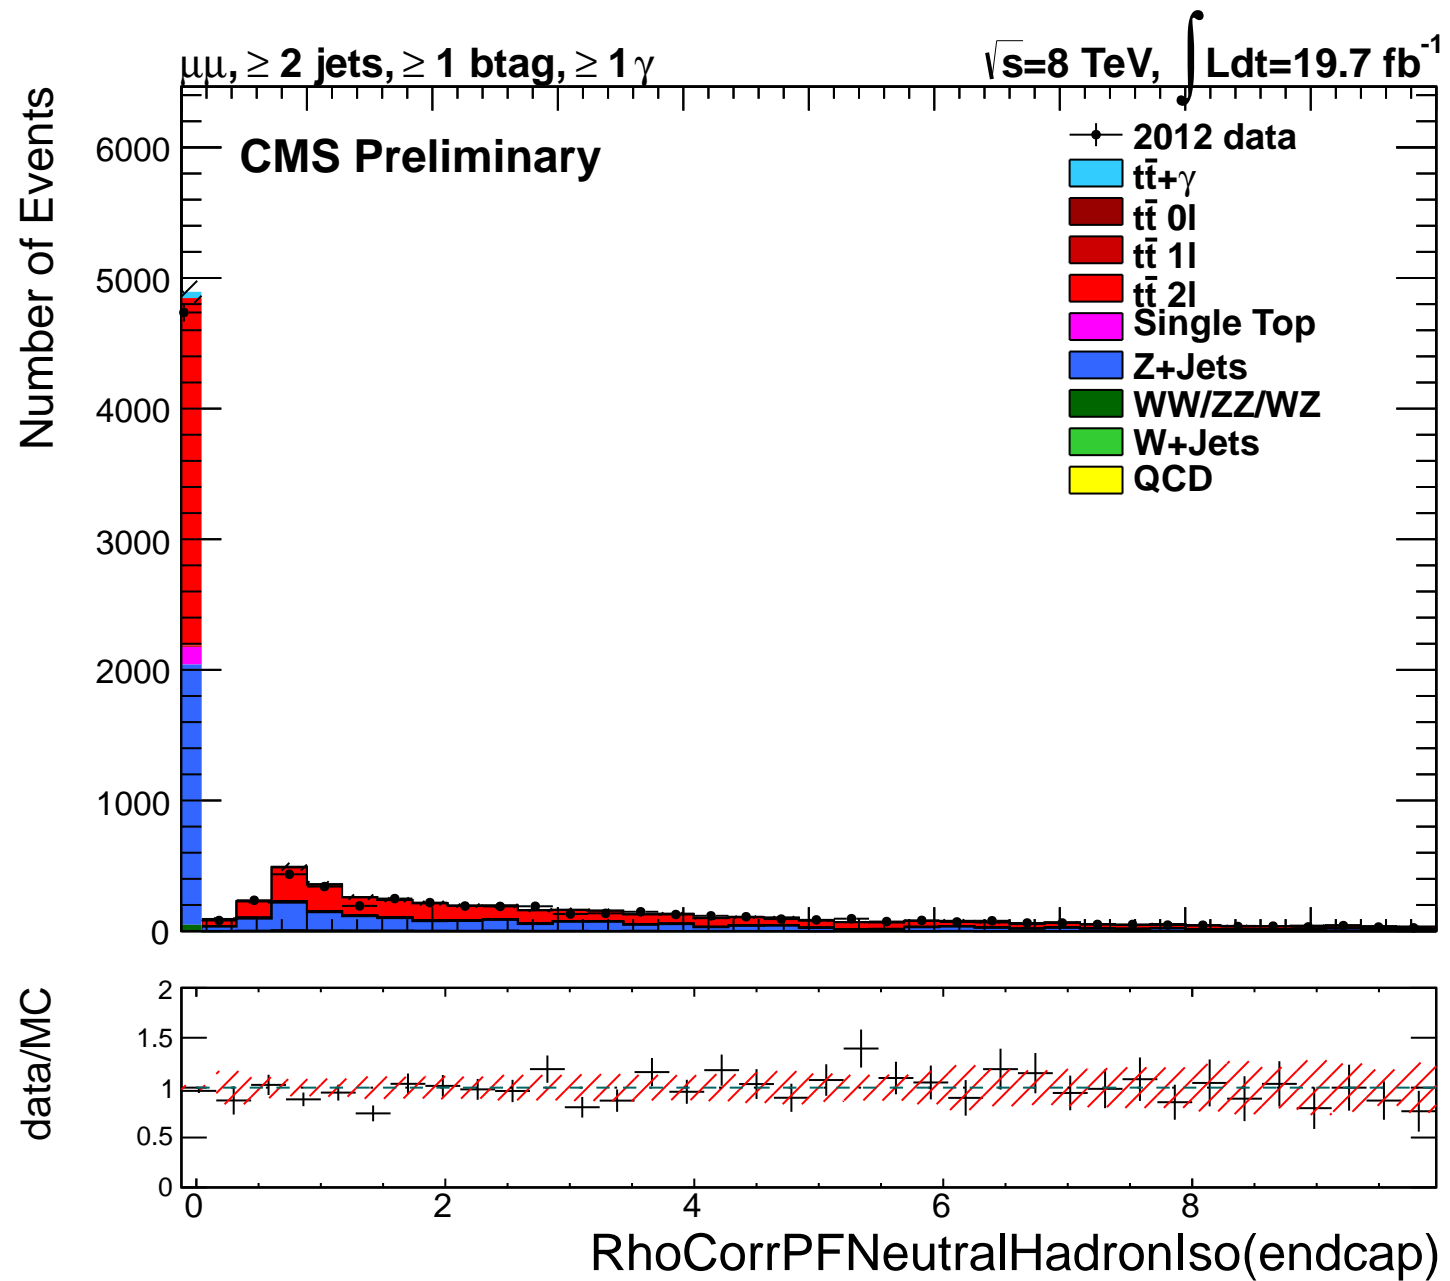 μμ, ≥ 2 jets, ≥ 1 btag, ≥ 1 γ
√s=8 TeV, ∫ Ldt=19.7 fb⁻¹
CMS Preliminary
Number of Events
6000
5000
4000
3000
2000
1000
0
2012 data
tt̄+γ
tt̄ 0l
tt̄ 1l
tt̄ 2l
Single Top
Z+Jets
WW/ZZ/WZ
W+Jets
QCD
data/MC
2
1.5
1
0.5
0
0 2 4 6 8
RhoCorrPFNeutralHadronIso(endcap)